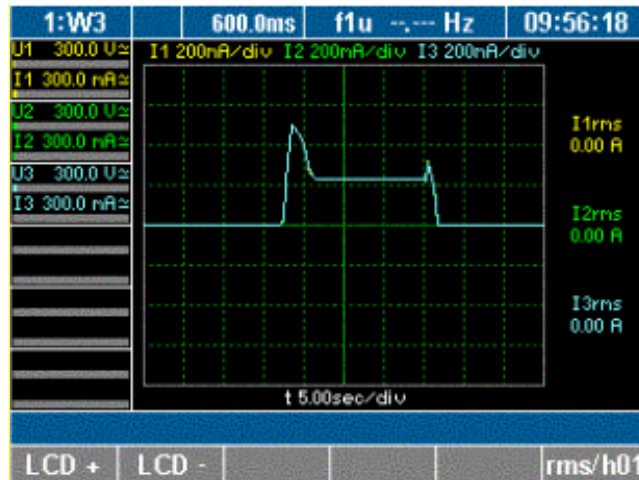 1:W3 600.0ms f1u --.--- Hz 09:56:18
U1 300.0 V≃ I1 200mA/div I2 200mA/div I3 200mA/div
I1 300.0 mA≃
U2 300.0 V≃
I2 300.0 mA≃
U3 300.0 V≃
I3 300.0 mA≃
I1rms
0.00 A
I2rms
0.00 A
I3rms
0.00 A
t 5.00sec/div
LCD + LCD - rms/h01